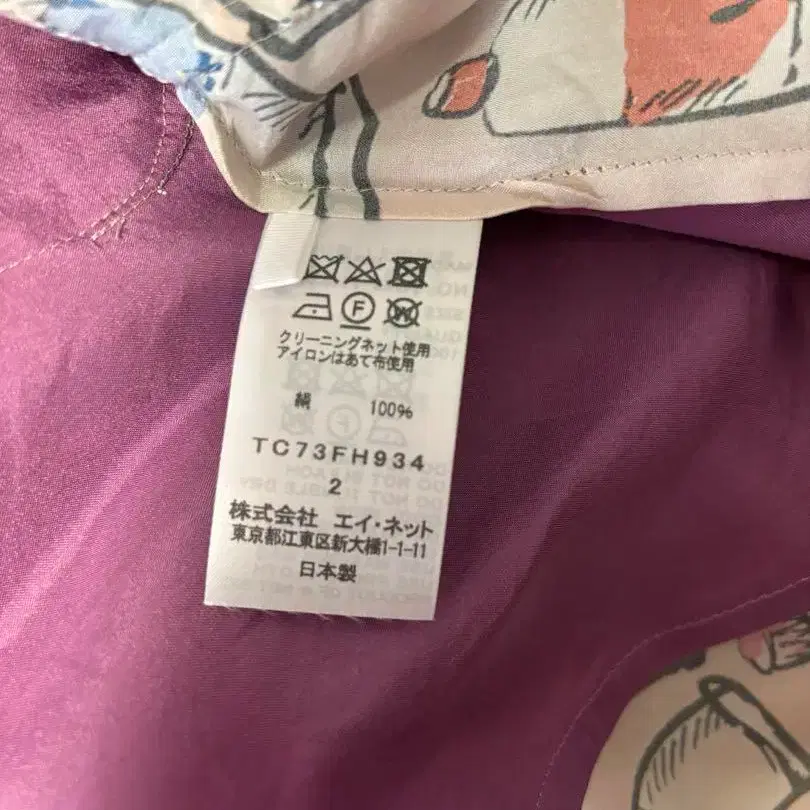 F W
クリーニングネット使用
アイロンはあて布使用
絹 100%
TC73FH934
2
株式会社 エイ・ネット
東京都江東区新大橋1-1-11
日本製